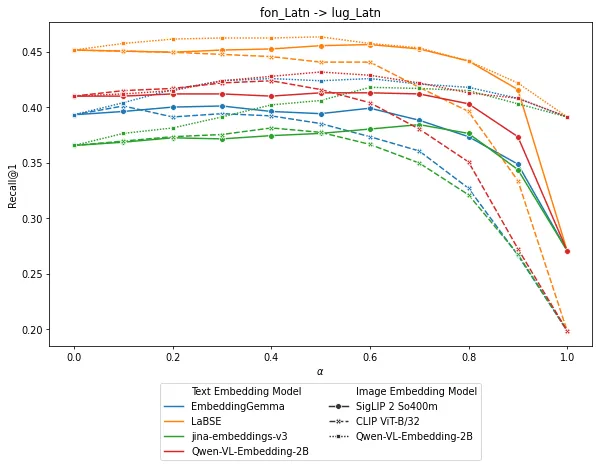 fon_Latn -> lug_Latn
Recall@1
0.45
0.40
0.35
0.30
0.25
0.20
0.0 0.2 0.4 0.6 0.8 1.0
α
Text Embedding Model Image Embedding Model
EmbeddingGemma SigLIP 2 So400m
LaBSE CLIP ViT-B/32
jina-embeddings-v3 Qwen-VL-Embedding-2B
Qwen-VL-Embedding-2B